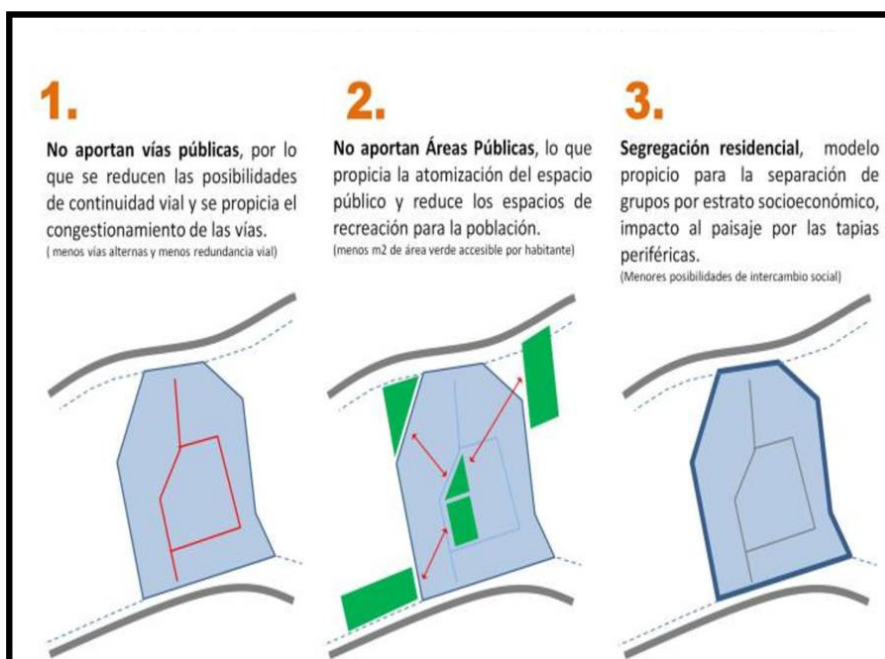 1.
No aportan vías públicas, por lo
que se reducen las posibilidades
de continuidad vial y se propicia el
congestionamiento de las vías.
( menos vías alternas y menos redundancia vial)
2.
No aportan Áreas Públicas, lo que
propicia la atomización del espacio
público y reduce los espacios de
recreación para la población.
(menos m2 de área verde accesible por habitante)
3.
Segregación residencial, modelo
propicio para la separación de
grupos por estrato socioeconómico,
impacto al paisaje por las tapias
periféricas.
(Menores posibilidades de intercambio social)